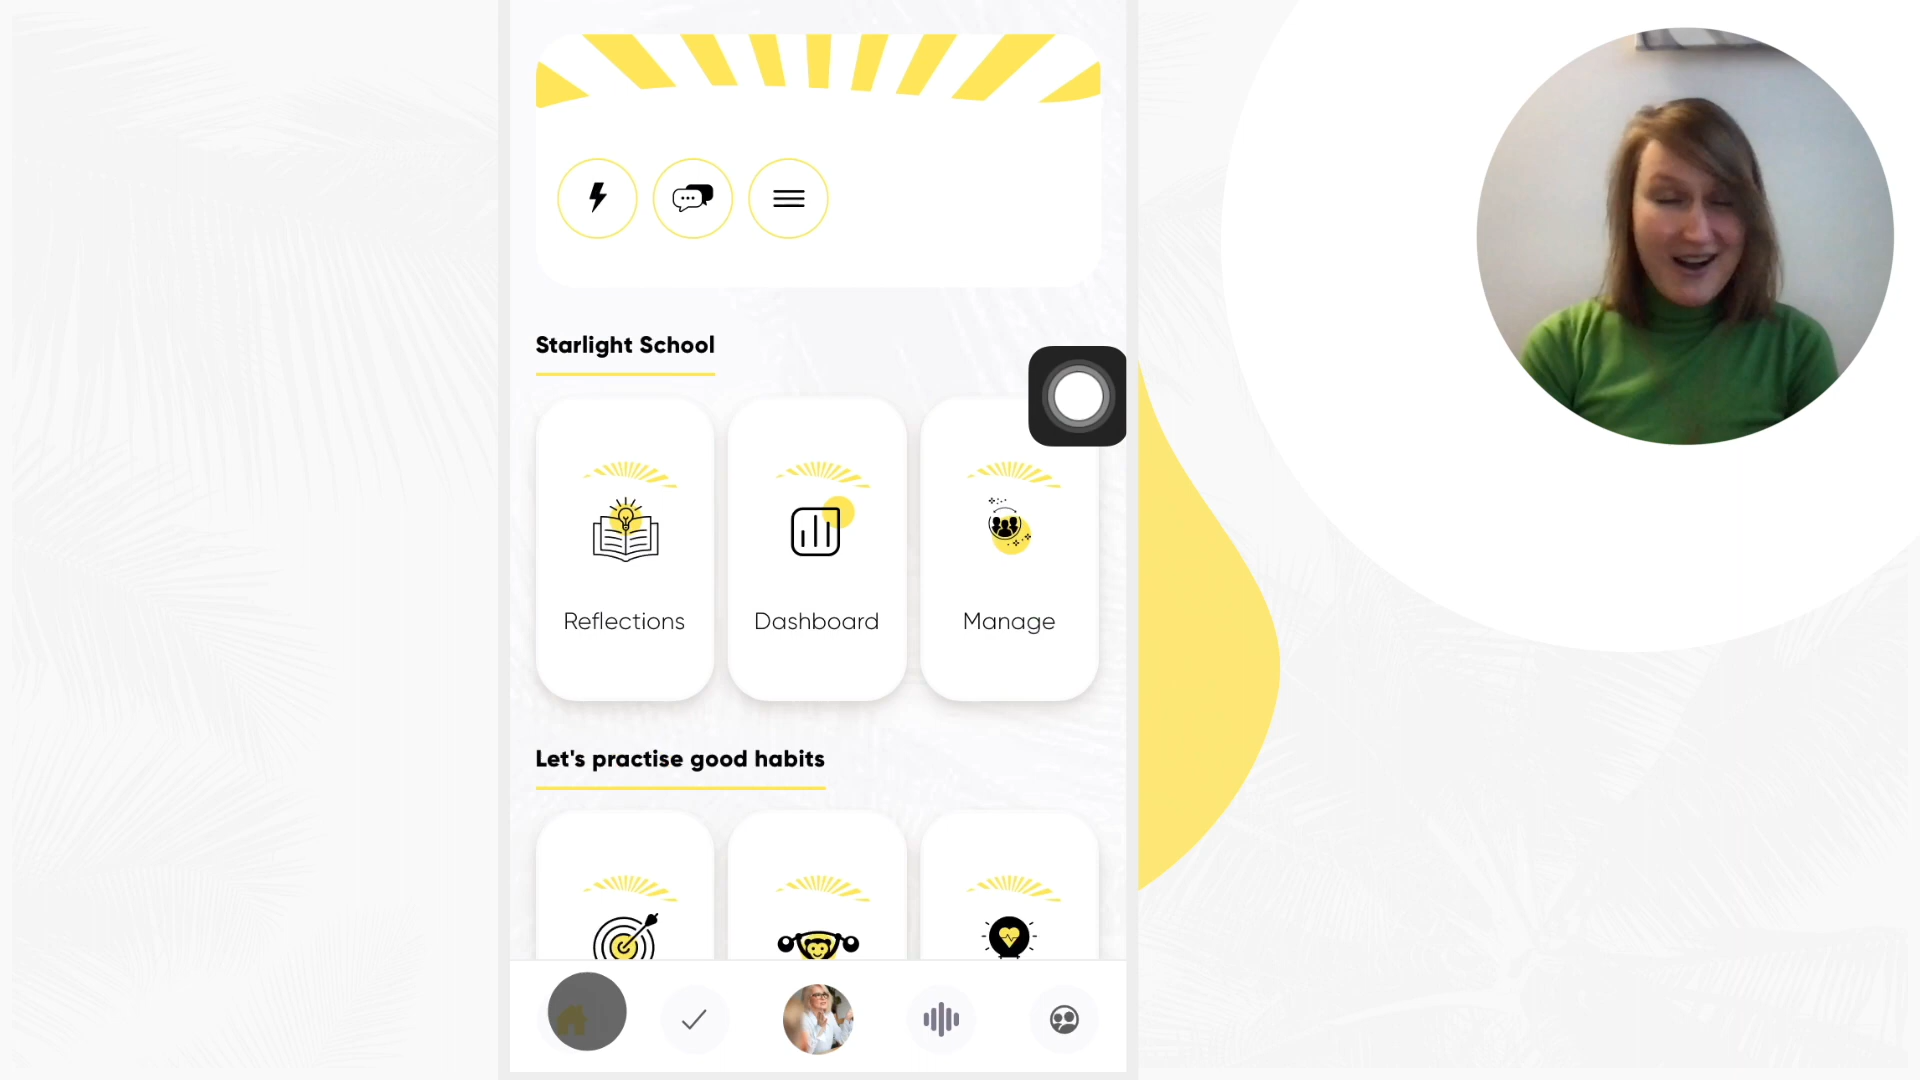 Starlight School
Reflections
Dashboard
Manage
Let's practise good habits